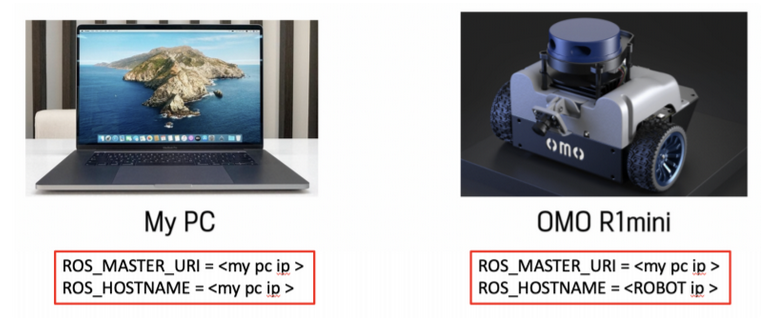 omo
My PC
OMO R1mini
ROS_MASTER_URI = <my pc ip >
ROS_HOSTNAME = <my pc ip >
ROS_MASTER_URI = <my pc ip >
ROS_HOSTNAME = <ROBOT ip >